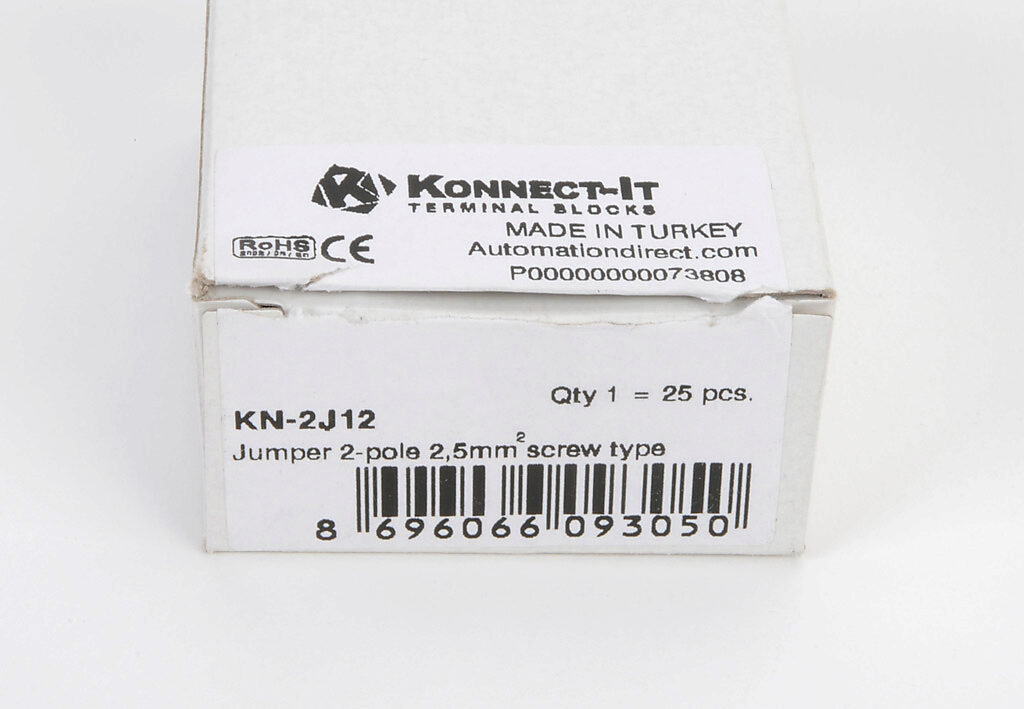 KONNECT-IT
TERMINAL BLOCKS
MADE IN TURKEY
RoHS CE
Automationdirect.com
P00000000073808
Qty 1 = 25 pcs.
KN-2J12
Jumper 2-pole 2,5mm² screw type
8 696066 093050